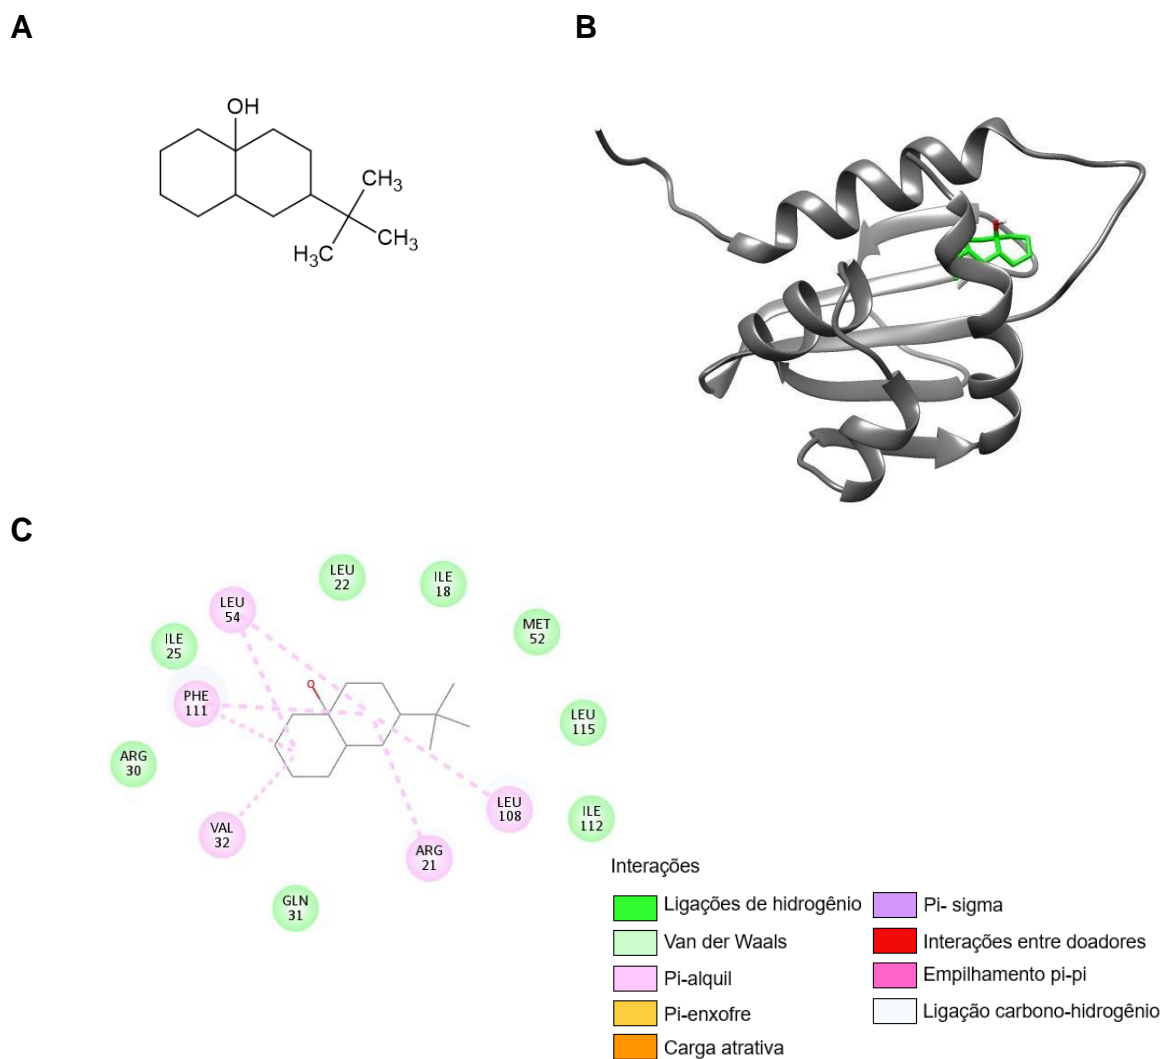 A
B
OH
CH3
CH3
H3C
C
LEU
22
ILE
18
LEU
54
MET
52
ILE
25
PHE
111
O
LEU
115
ARG
30
LEU
108
ILE
112
VAL
32
ARG
21
GLN
31
Interações
Ligações de hidrogênio
Van der Waals
Pi-alquil
Pi-enxofre
Carga atrativa
Pi- sigma
Interações entre doadores
Empilhamento pi-pi
Ligação carbono-hidrogênio